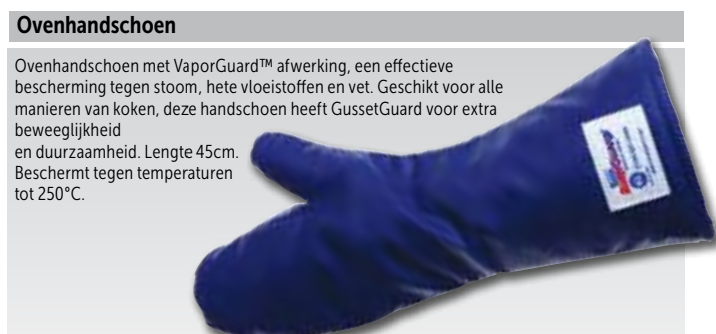 Ovenhandschoen
Ovenhandschoen met VaporGuard™ afwerking, een effectieve
bescherming tegen stoom, hete vloeistoffen en vet. Geschikt voor alle
manieren van koken, deze handschoen heeft GussetGuard voor extra
beweeglijkheid
en duurzaamheid. Lengte 45cm.
Beschermt tegen temperaturen
tot 250°C.